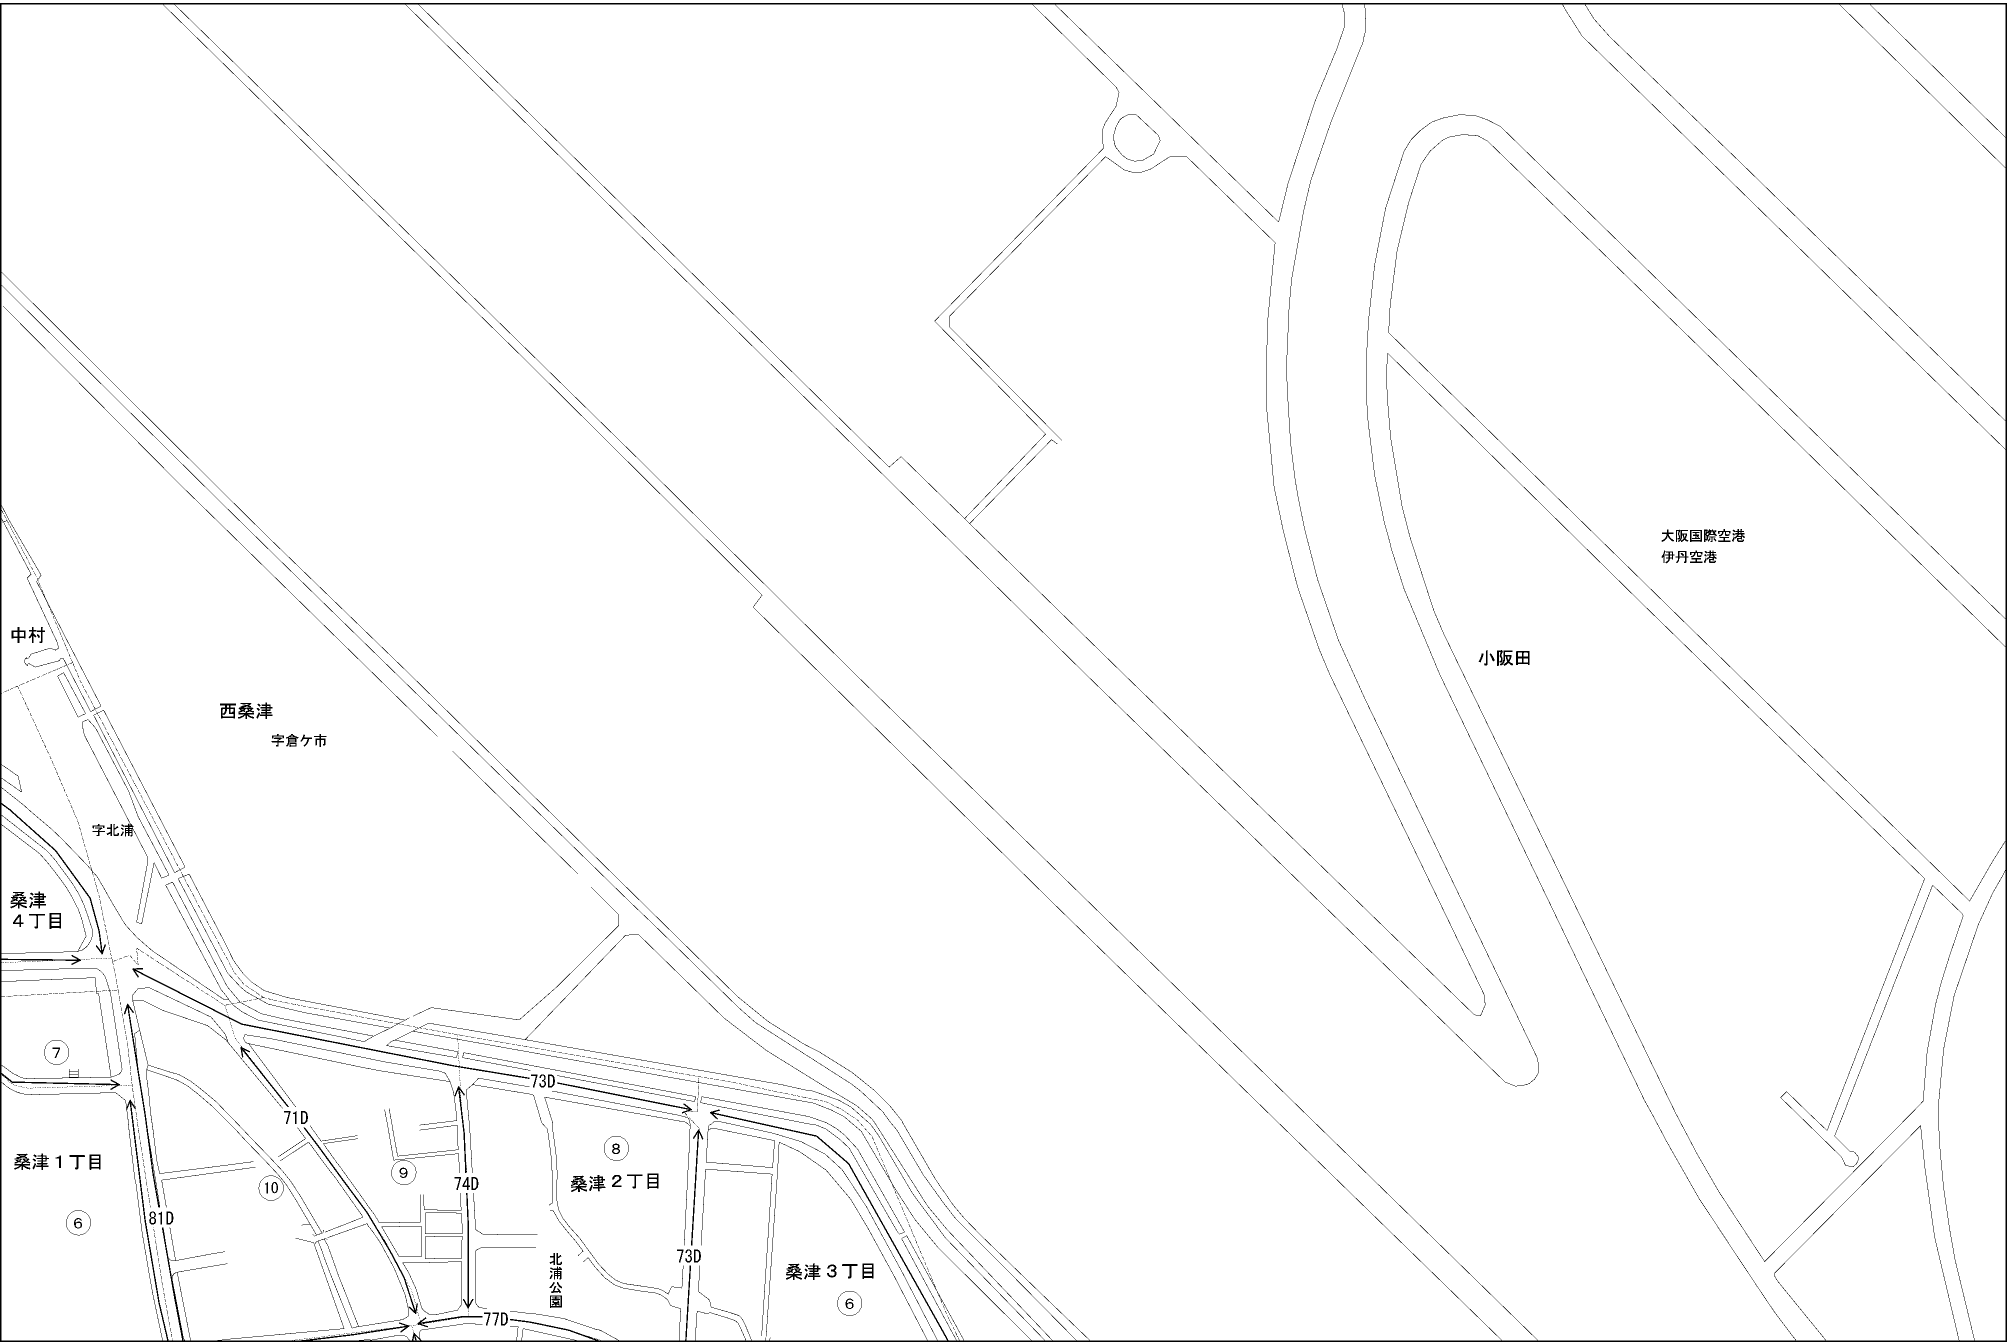 大阪国際空港
伊丹空港
中村
小阪田
西桑津
字倉ケ市
字北浦
桑津
４丁目
7
73D
71D
8
桑津１丁目
9
桑津２丁目
10
74D
6
81D
73D
北浦公園
桑津３丁目
6
77D